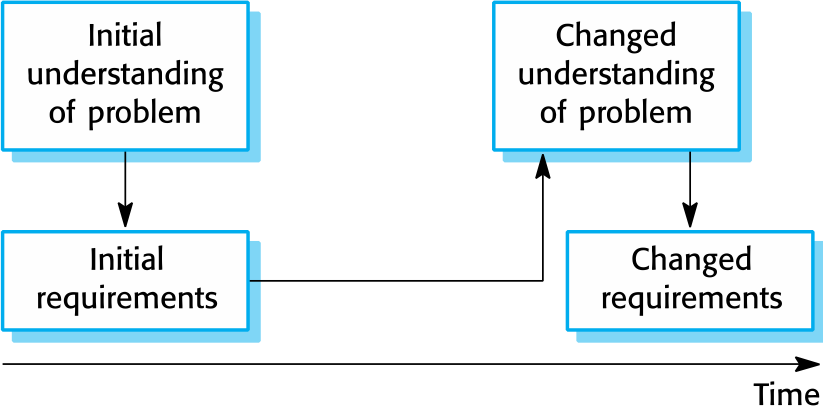 Initial
understanding
of problem
Changed
understanding
of problem
Initial
requirements
Changed
requirements
Time